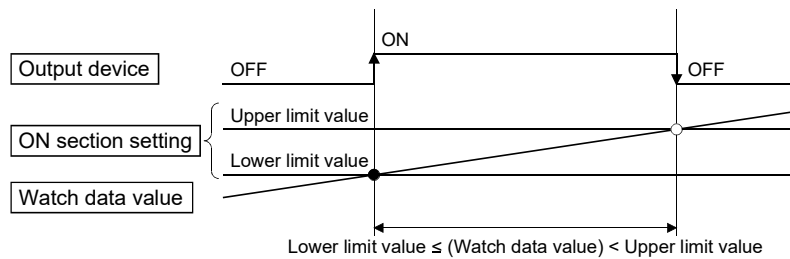 ON
Output device
OFF
OFF
Upper limit value
ON section setting
Lower limit value
Watch data value
Lower limit value ≤ (Watch data value) < Upper limit value